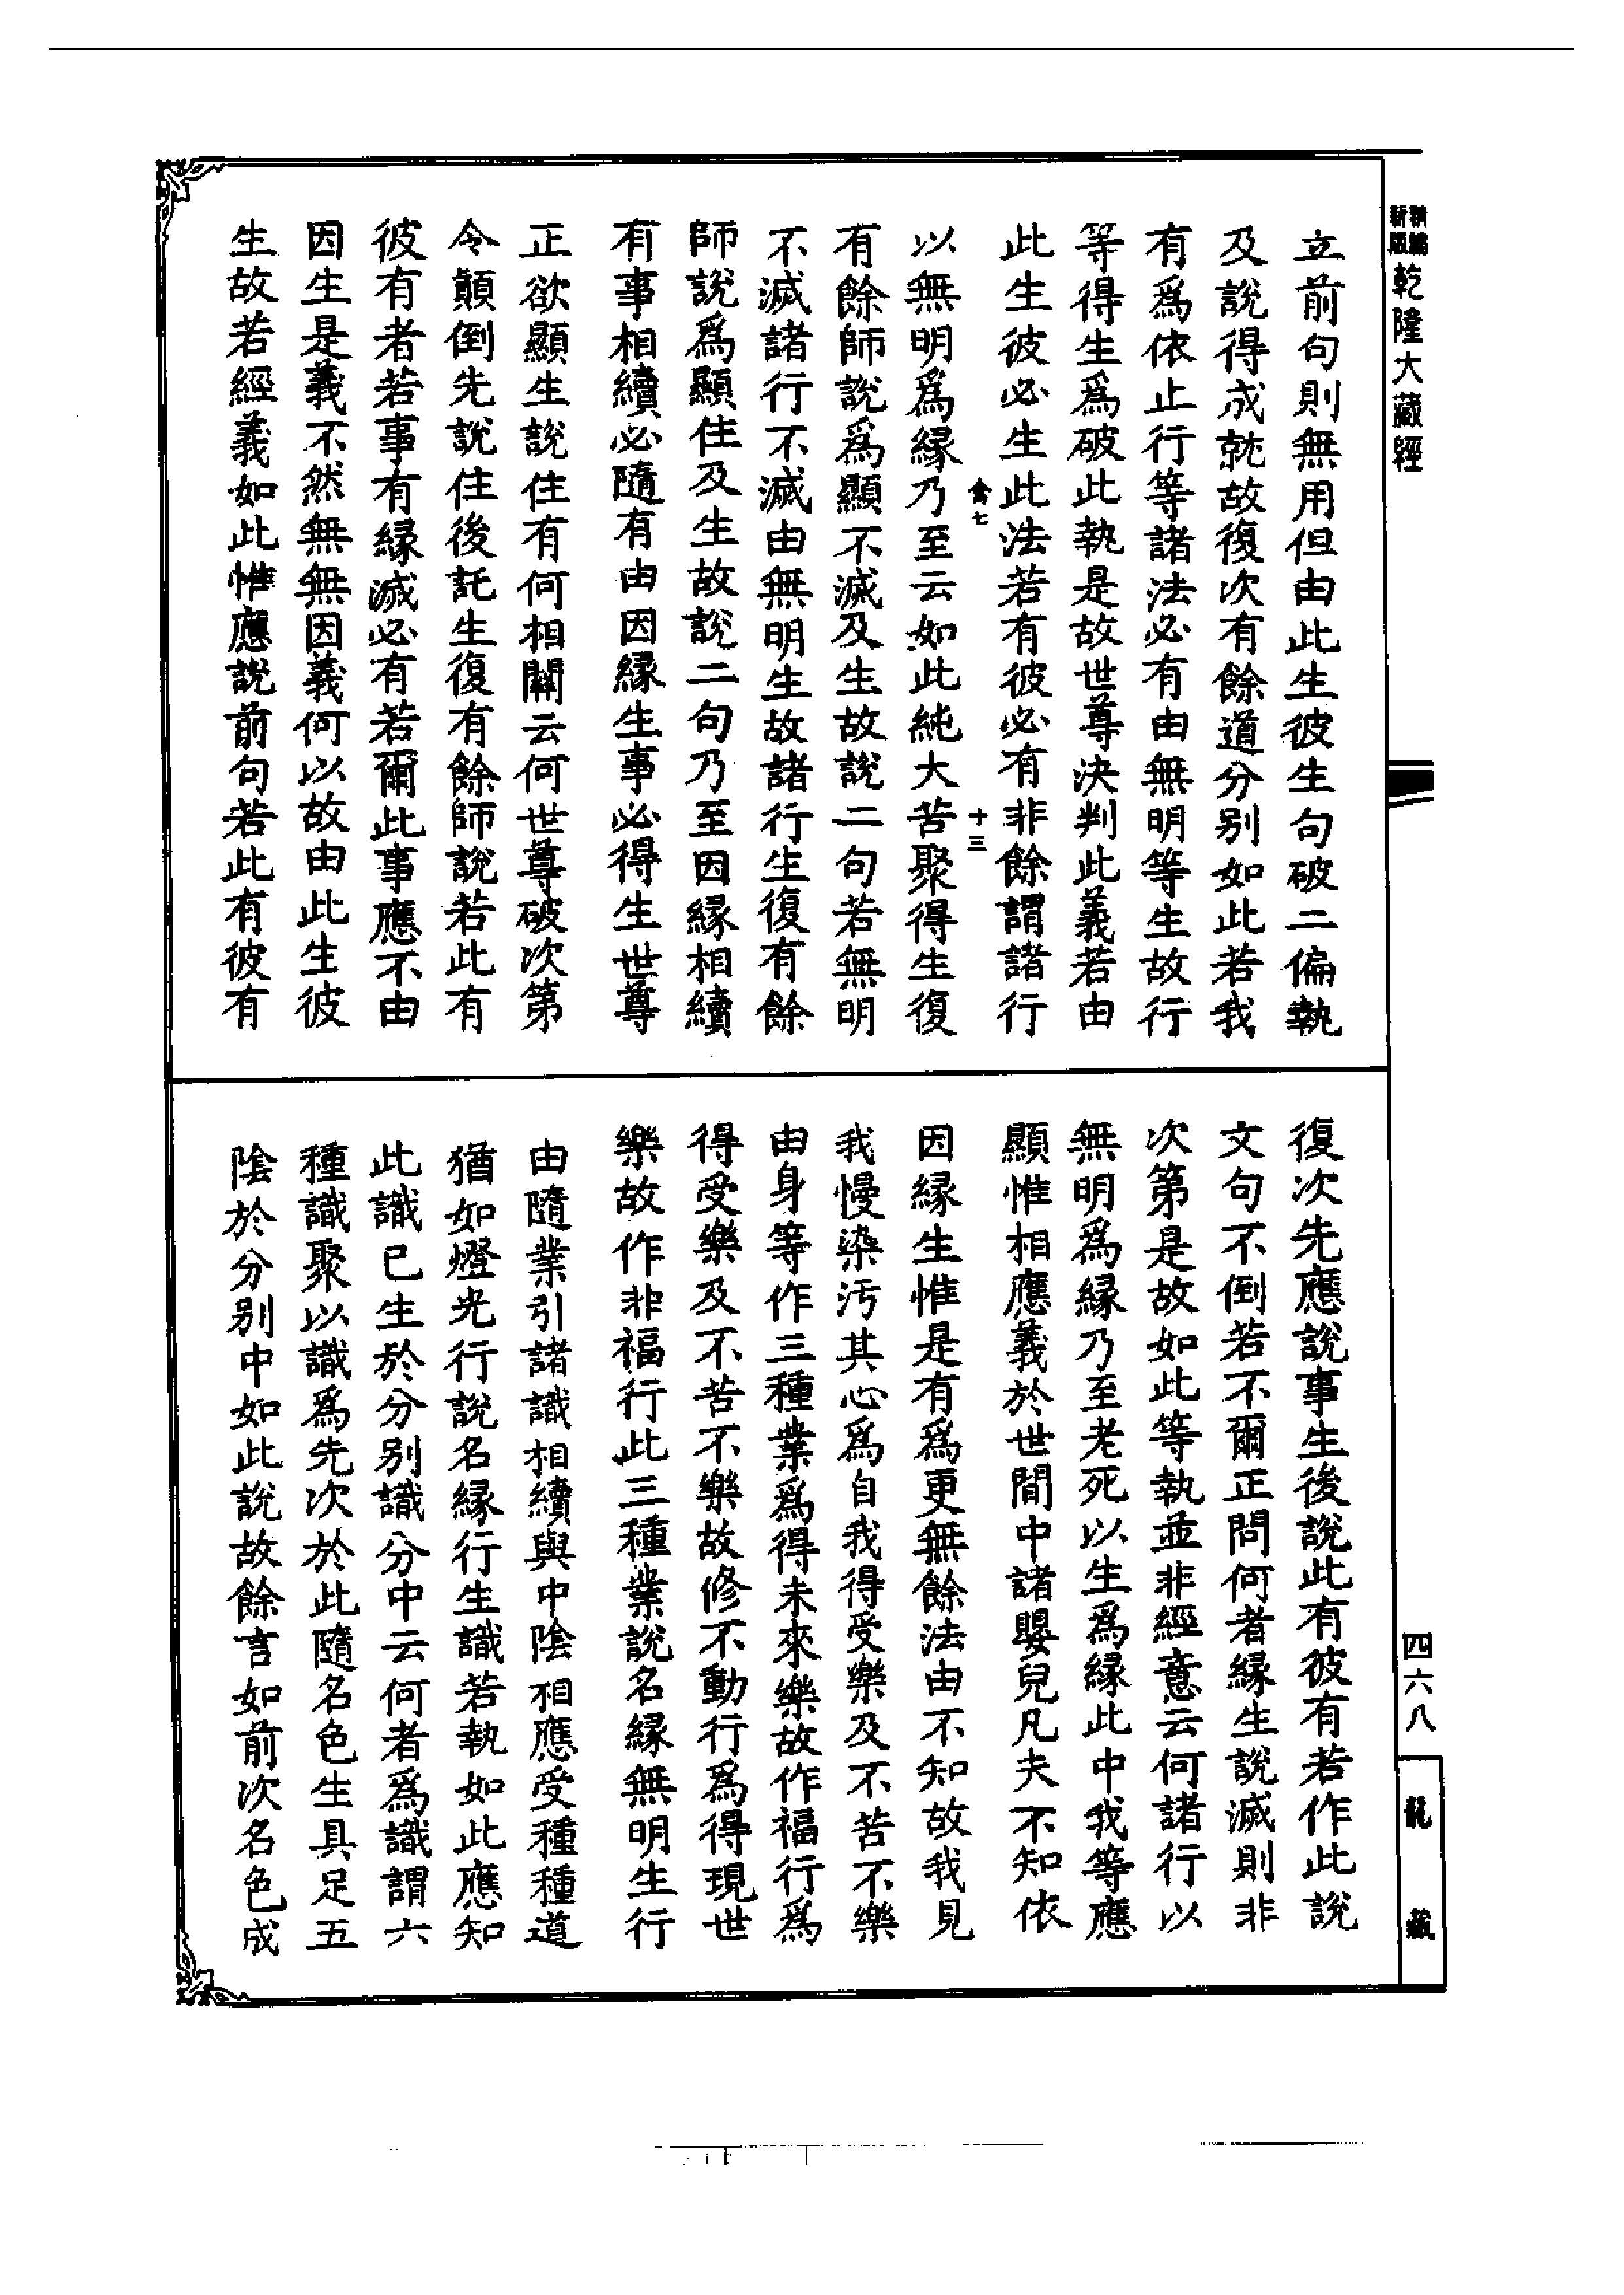 新編
新版
乾隆大藏經
立前句則無用但由此生彼生句破二偏執
及說得成就故復次有餘道分別如此若我
有爲依止行等諸法必有由無明等生故行
等得生爲破此執是故世尊決判此義若由
此生彼必生此法若有彼必有非餘謂諸行
以無明爲緣乃至云如此純大苦聚得生復
有餘師說爲顯不滅及生故說二句若無明
不滅諸行不滅由無明生故諸行生復有餘
師說爲顯住及生故說二句乃至因緣相續
有事相續必隨有由因緣生事必得生世尊
正欲顯生說住有何相關云何世尊破次第
令顛倒先說住後託生復有餘師說若此有
彼有者若事有緣滅必有若爾此事應不由
因生是義不然無無因義何以故由此生彼
生故若經義如此惟應說前句若此有彼有
禽七
十三
復次先應說事生後說此有彼有若作此說
文句不倒若不爾正問何者緣生說滅則非
次第是故如此等執並非經意云何諸行以
無明爲緣乃至老死以生爲緣此中我等應
顯惟相應義於世間中諸嬰兒凡夫不知依
因緣生惟是有爲更無餘法由不知故我見
我慢染汚其心爲自我得受樂及不苦不樂
由身等作三種業爲得未來樂故作福行爲
得受樂及不苦不樂故修不動行爲得現世
樂故作非福行此三種業說名緣無明生行
由隨業引諸識相續與中陰相應受種種道
猶如燈光行說名緣行生識若執如此應知
此識已生於分別識分中云何者爲識謂六
種識聚以識爲先次於此隨名色生具足五
陰於分別中如此說故餘言如前次名色成
四六八
龍藏